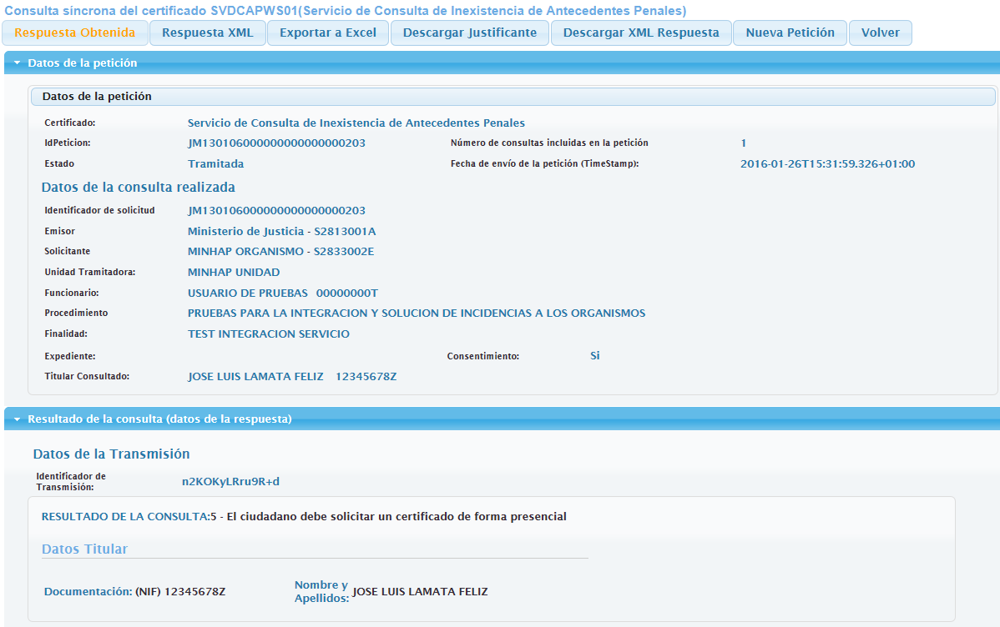 Consulta síncrona del certificado SVDCAPWS01(Servicio de Consulta de Inexistencia de Antecedentes Penales)
Respuesta Obtenida Respuesta XML Exportar a Excel Descargar Justificante Descargar XML Respuesta Nueva Petición Volver
Datos de la petición
Datos de la petición
Certificado: Servicio de Consulta de Inexistencia de Antecedentes Penales
IdPeticion: JM130106000000000000000203 Número de consultas incluidas en la petición 1
Estado Tramitada Fecha de envío de la petición (TimeStamp): 2016-01-26T15:31:59.326+01:00
Datos de la consulta realizada
Identificador de solicitud JM130106000000000000000203
Emisor Ministerio de Justicia - S2813001A
Solicitante MINHAP ORGANISMO - S2833002E
Unidad Tramitadora: MINHAP UNIDAD
Funcionario: USUARIO DE PRUEBAS 00000000T
Procedimiento PRUEBAS PARA LA INTEGRACION Y SOLUCION DE INCIDENCIAS A LOS ORGANISMOS
Finalidad: TEST INTEGRACION SERVICIO
Expediente: Consentimiento: Si
Titular Consultado: JOSE LUIS LAMATA FELIZ 12345678Z
Resultado de la consulta (datos de la respuesta)
Datos de la Transmisión
Identificador de
Transmisión: n2KOKyLRru9R+d
RESULTADO DE LA CONSULTA:5 - El ciudadano debe solicitar un certificado de forma presencial
Datos Titular
Documentación: (NIF) 12345678Z
Nombre y
Apellidos: JOSE LUIS LAMATA FELIZ